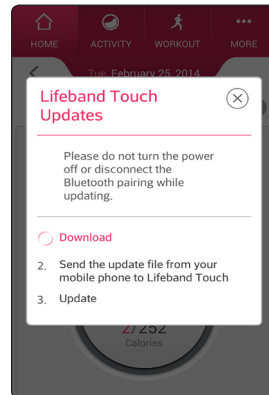 HOME ACTIVITY WORKOUT MORE
Tue, February 25, 2014
Lifeband Touch
Updates
Please do not turn the power
off or disconnect the
Bluetooth pairing while
updating.
Download
2. Send the update file from your
mobile phone to Lifeband Touch
3. Update
2/252
Calories